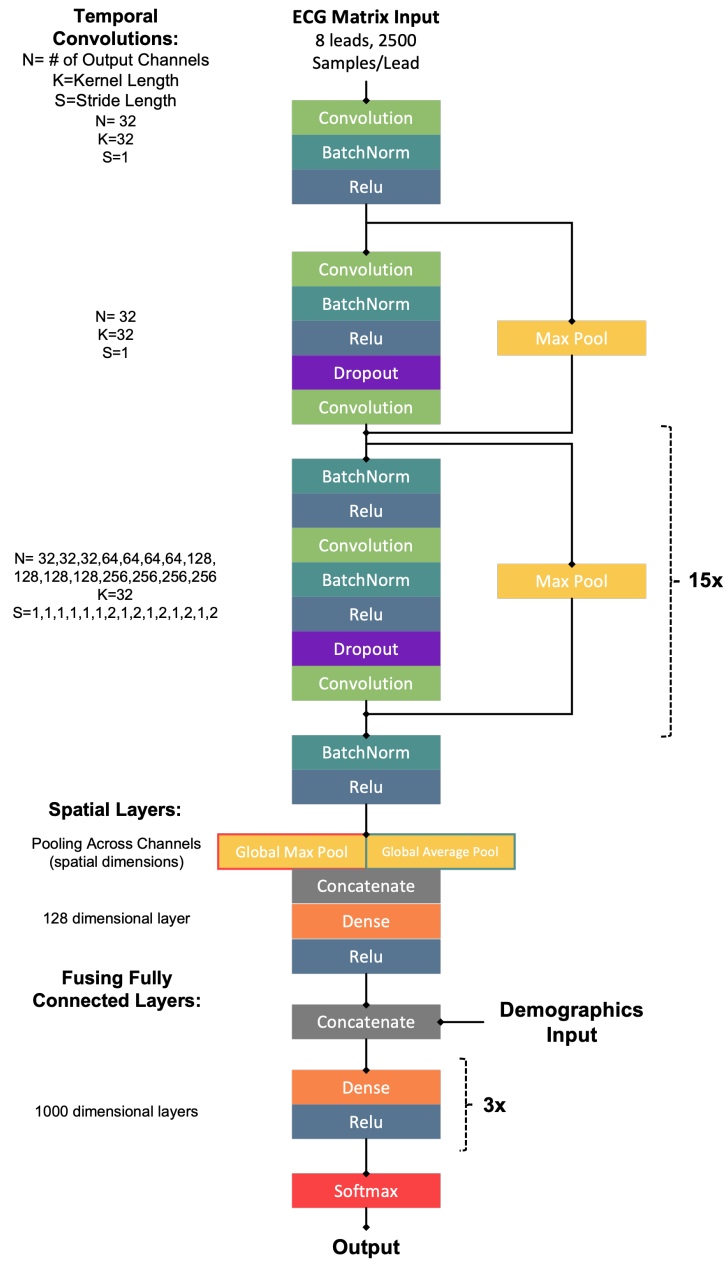 Temporal
Convolutions:
N= # of Output Channels
K=Kernel Length
S=Stride Length
N= 32
K=32
S=1
ECG Matrix Input
8 leads, 2500
Samples/Lead
Convolution
BatchNorm
Relu
N= 32
K=32
S=1
Convolution
BatchNorm
Relu
Dropout
Convolution
Max Pool
N= 32,32,32,64,64,64,64,128,
128,128,128,256,256,256,256
K=32
S=1,1,1,1,1,1,2,1,2,1,2,1,2,1,2
BatchNorm
Relu
Convolution
BatchNorm
Relu
Dropout
Convolution
Max Pool
15x
BatchNorm
Relu
Spatial Layers:
Pooling Across Channels
(spatial dimensions)
Global Max Pool
Global Average Pool
Concatenate
128 dimensional layer
Dense
Relu
Fusing Fully
Connected Layers:
Concatenate
Demographics
Input
1000 dimensional layers
Dense
Relu
3x
Softmax
Output